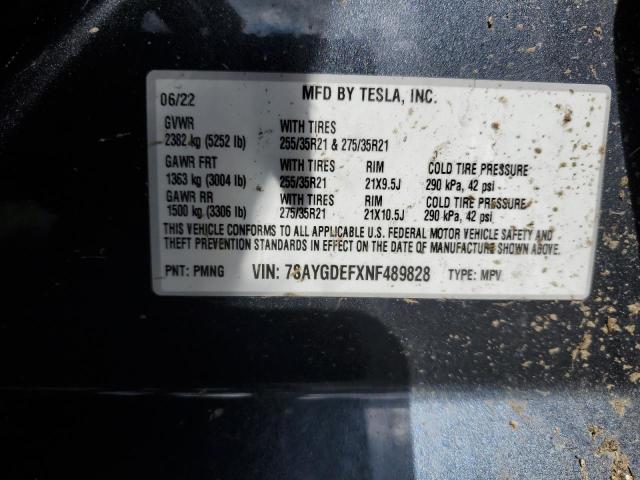 06/22 MFD BY TESLA, INC.
GVWR WITH TIRES
2382 kg (5252 lb) 255/35R21 & 275/35R21
GAWR FRT WITH TIRES RIM COLD TIRE PRESSURE
1363 kg (3004 lb) 255/35R21 21X9.5J 290 kPa, 42 psi
GAWR RR WITH TIRES RIM COLD TIRE PRESSURE
1500 kg (3306 lb) 275/35R21 21X10.5J 290 kPa, 42 psi
THIS VEHICLE CONFORMS TO ALL APPLICABLE U.S. FEDERAL MOTOR VEHICLE SAFETY AND
THEFT PREVENTION STANDARDS IN EFFECT ON THE DATE OF MANUFACTURE SHOWN ABOVE.
PNT: PMNG VIN: 7SAYGDEFXNF489828 TYPE: MPV